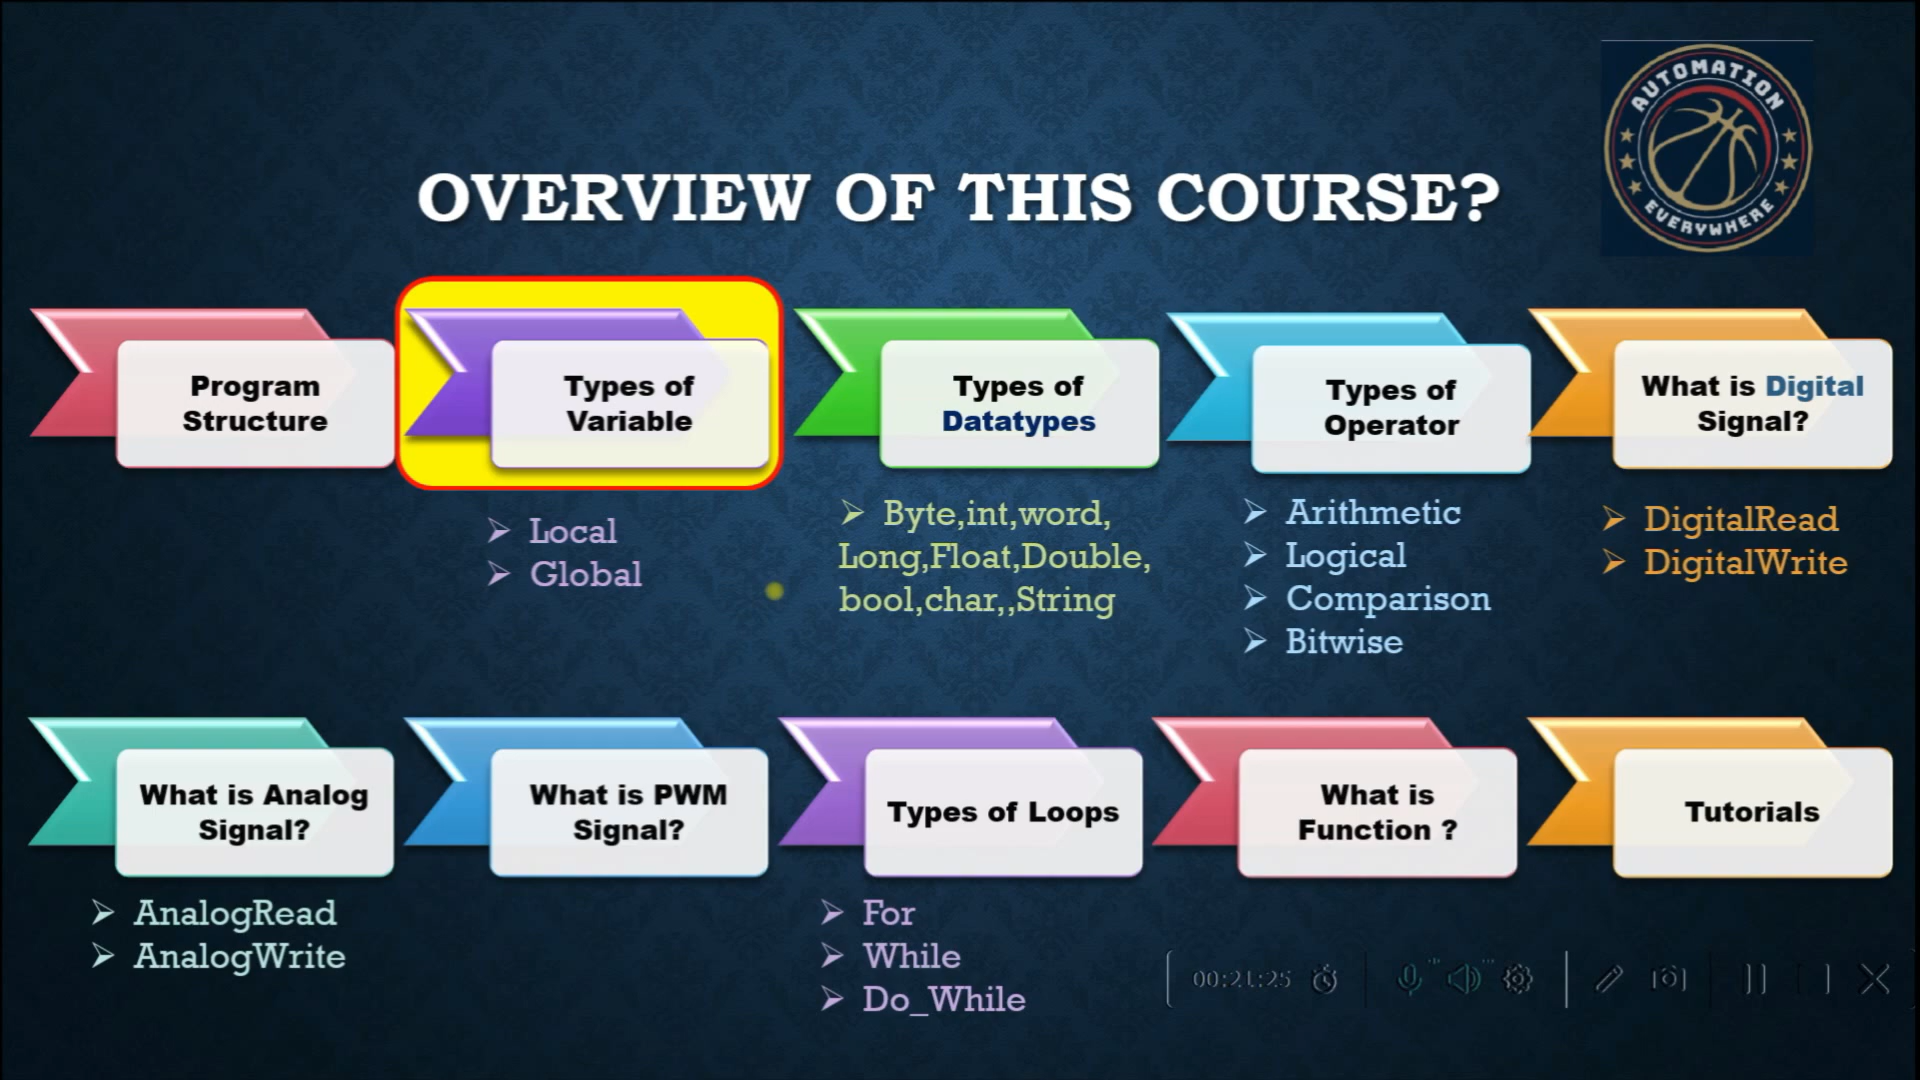 AUTOMATION
EVERYWHERE
OVERVIEW OF THIS COURSE?
Program
Structure
Types of
Variable
➢ Local
➢ Global
Types of
Datatypes
➢ Byte,int,word,
Long,Float,Double,
bool,char,,String
Types of
Operator
➢ Arithmetic
➢ Logical
➢ Comparison
➢ Bitwise
What is Digital
Signal?
➢ DigitalRead
➢ DigitalWrite
What is Analog
Signal?
➢ AnalogRead
➢ AnalogWrite
What is PWM
Signal?
Types of Loops
➢ For
➢ While
➢ Do_While
What is
Function ?
Tutorials
00:21:25